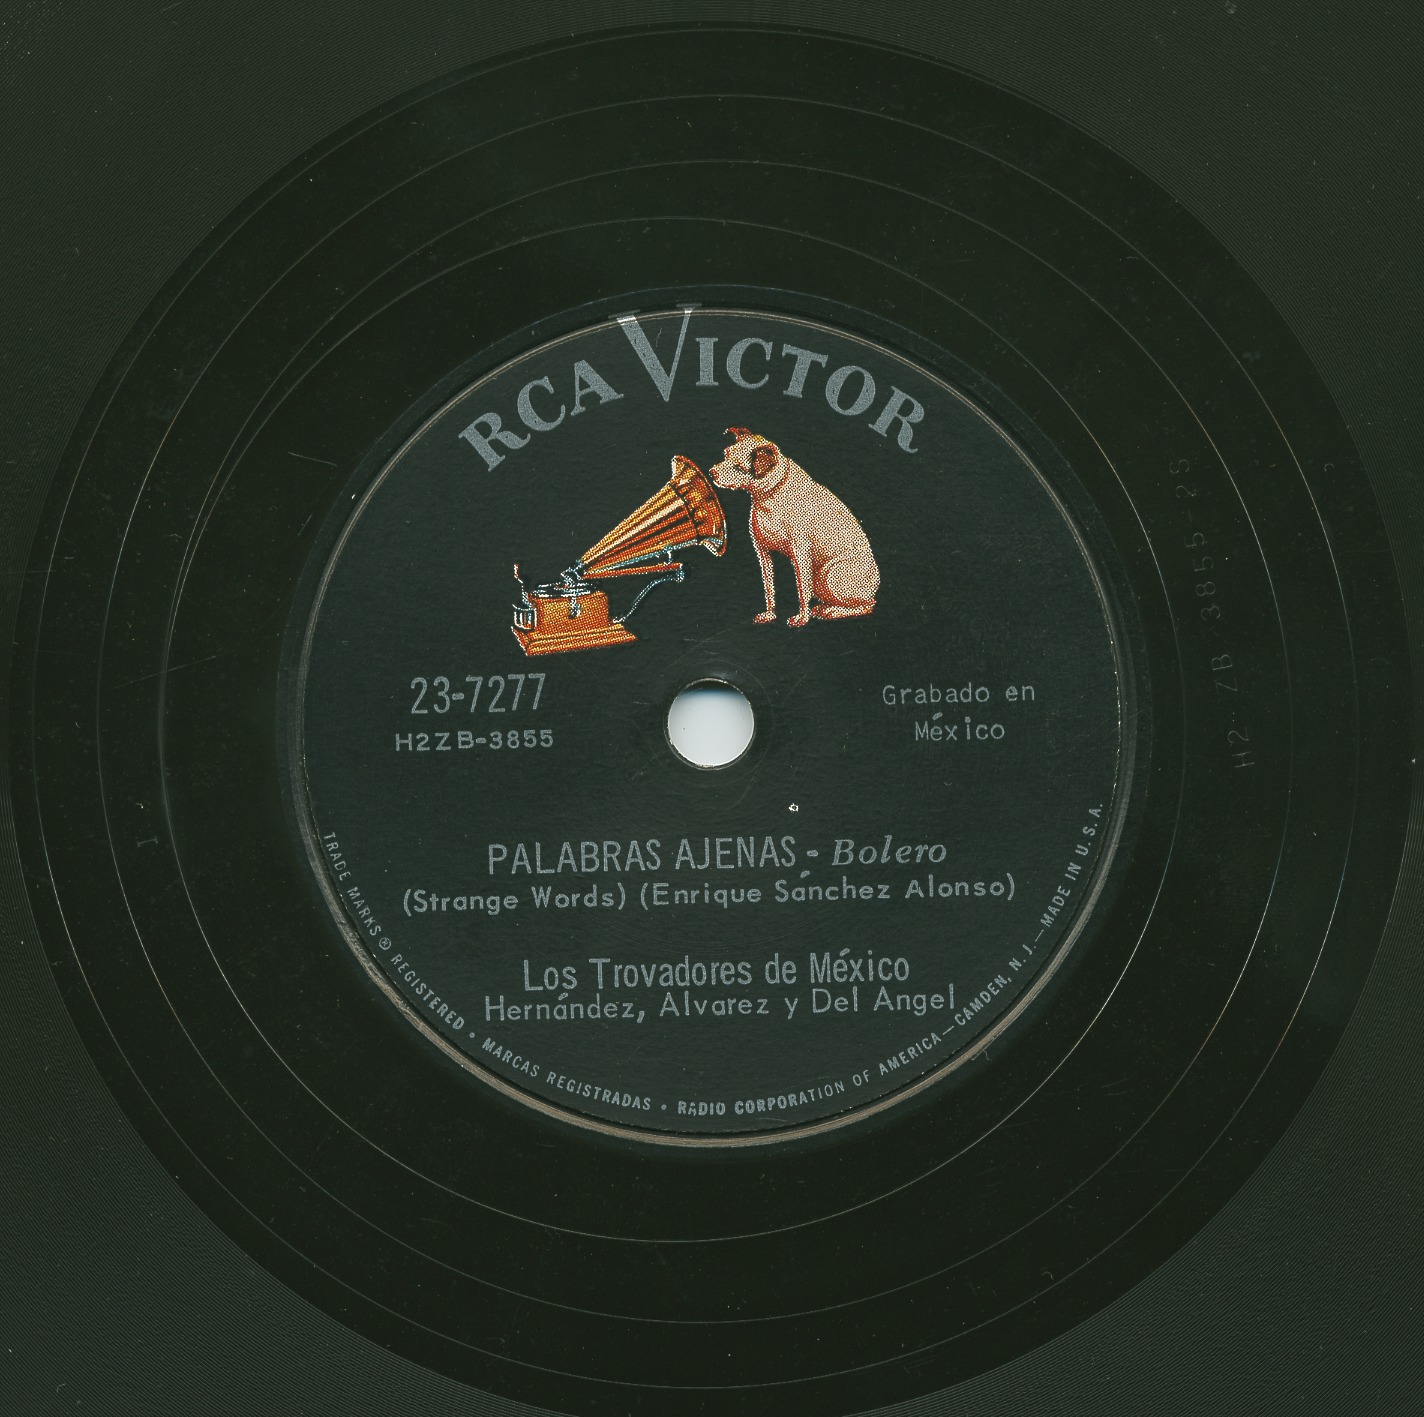 RCA VICTOR
23-7277
H2ZB-3855
Grabado en
México
PALABRAS AJENAS - Bolero
(Strange Words) (Enrique Sánchez Alonso)
Los Trovadores de México
Hernández, Alvarez y Del Angel
TRADE MARKS ® REGISTERED • MARCAS REGISTRADAS • RADIO CORPORATION OF AMERICA—CAMDEN, N. J.—MADE IN U. S. A.
H2-ZB 3855-2S
1